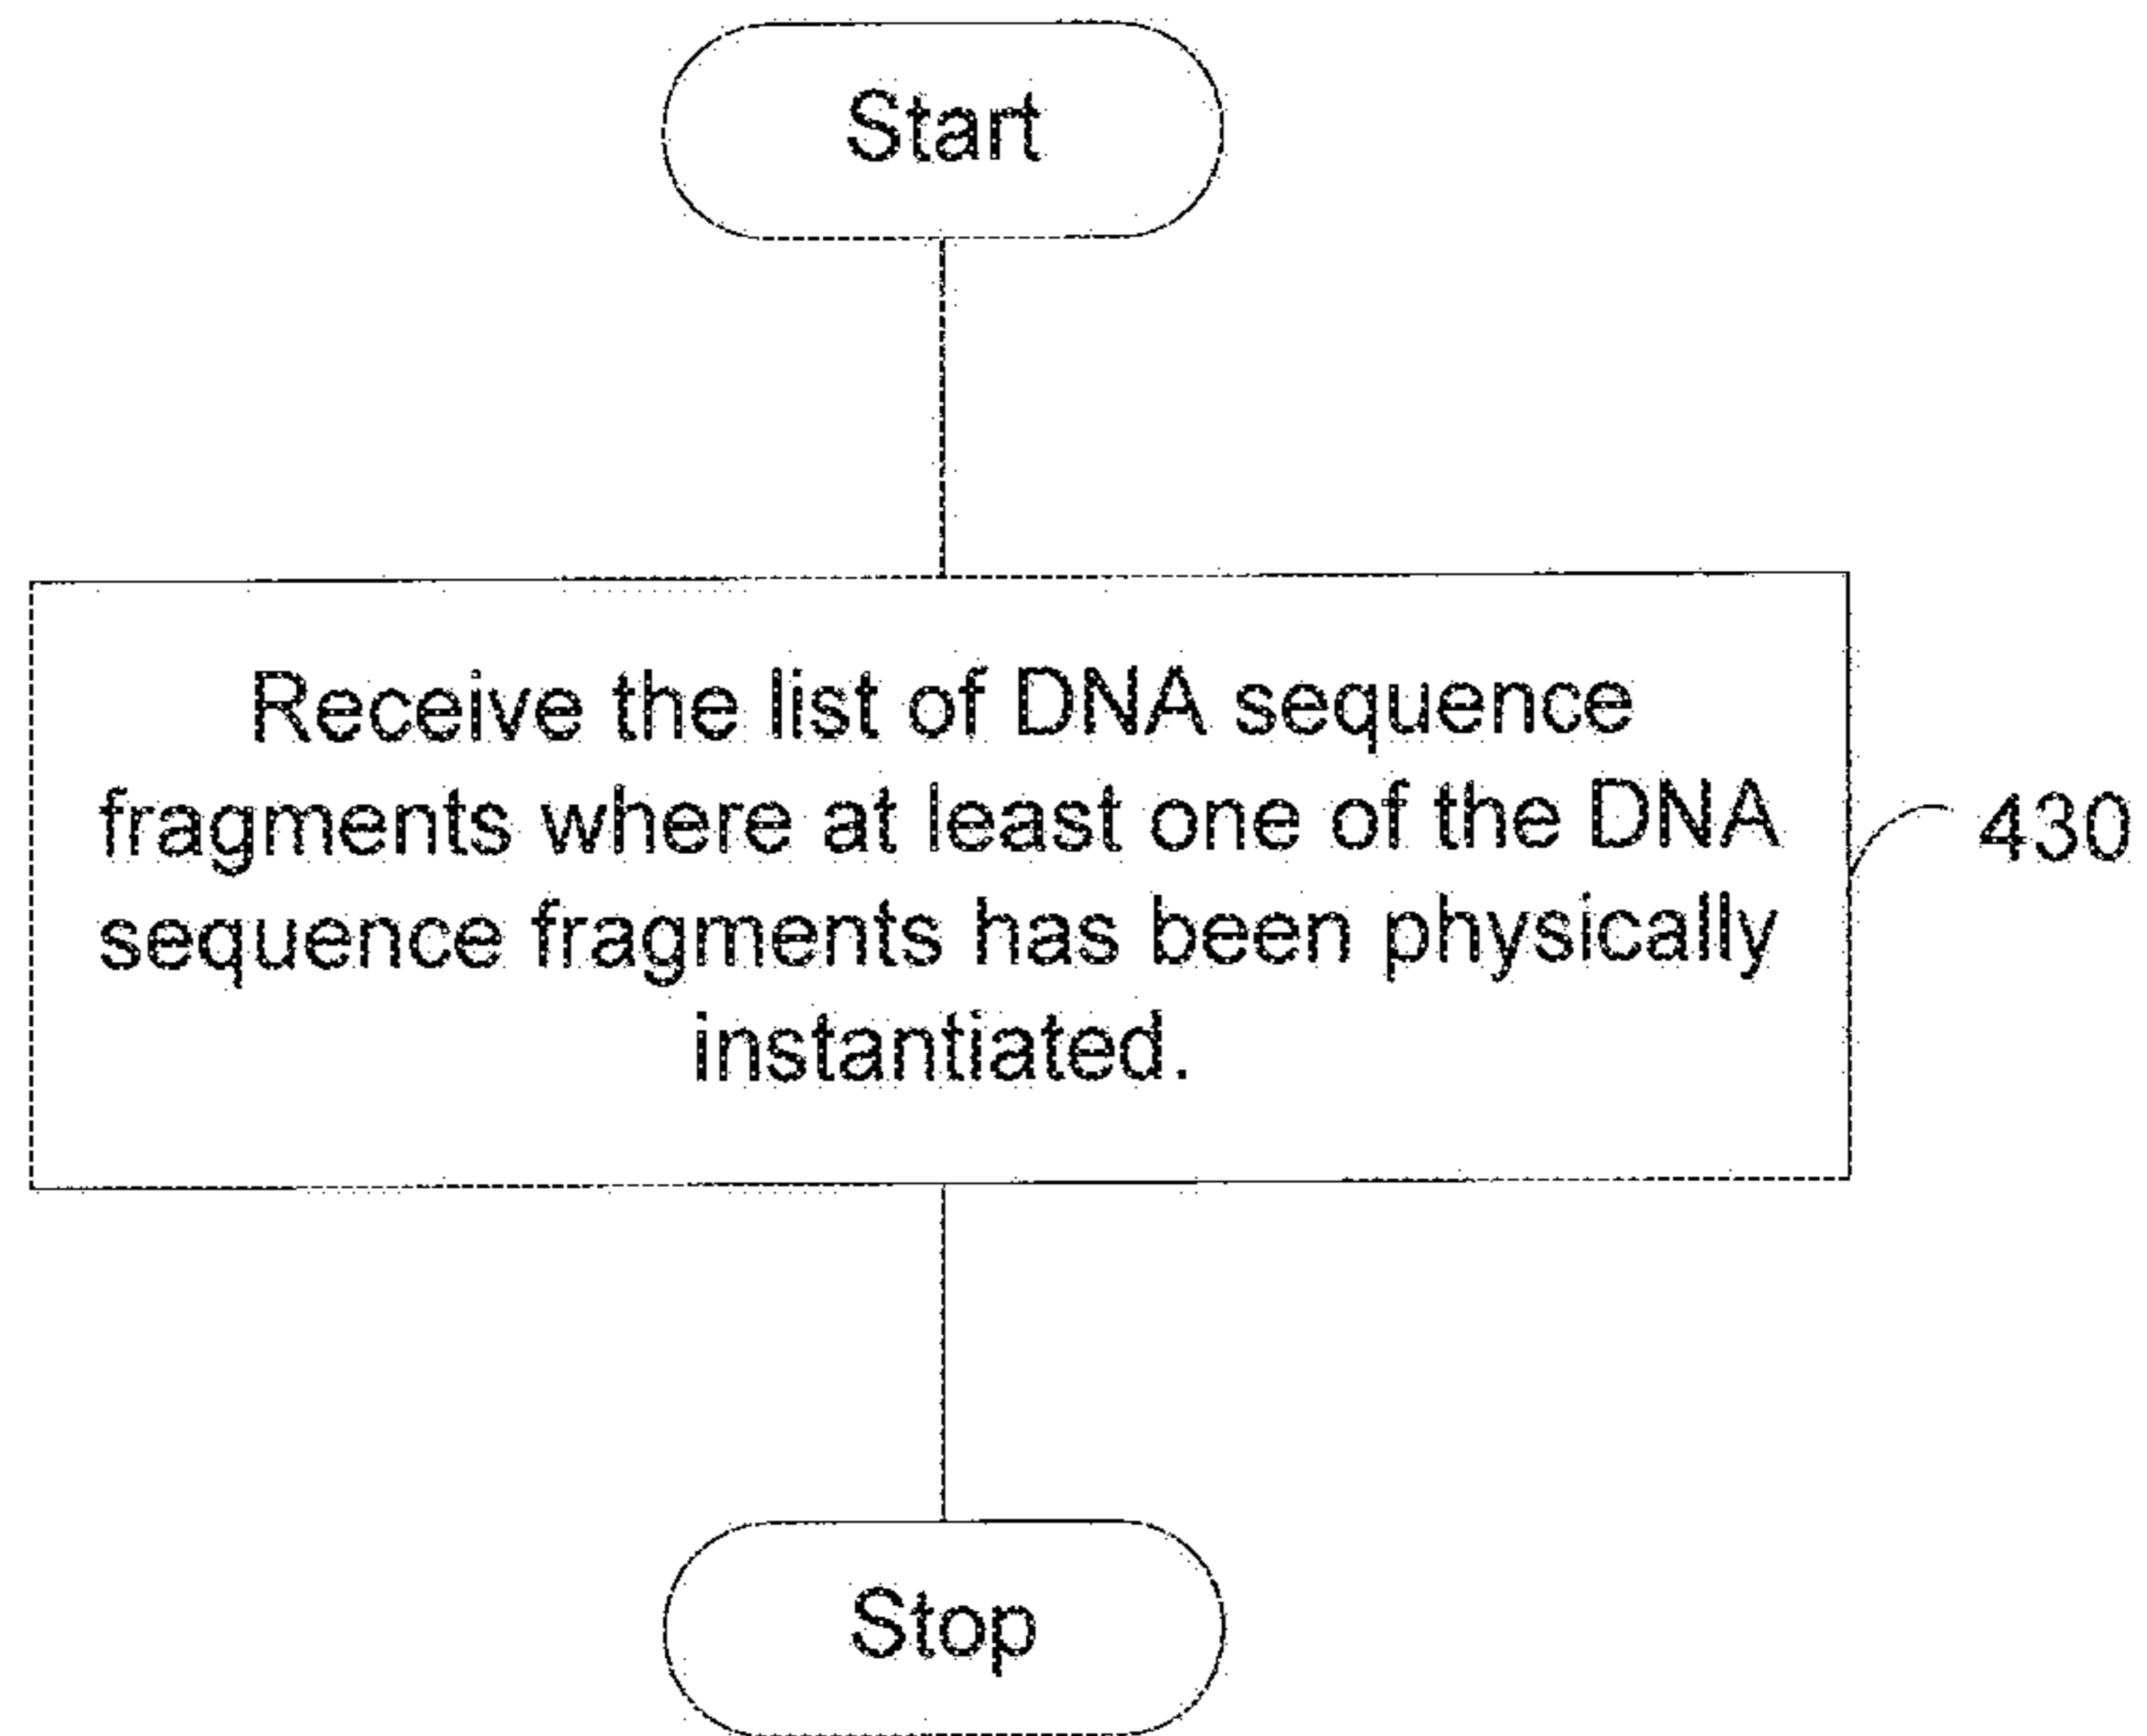 Start
Receive the list of DNA sequence
fragments where at least one of the DNA
sequence fragments has been physically
instantiated.
430
Stop